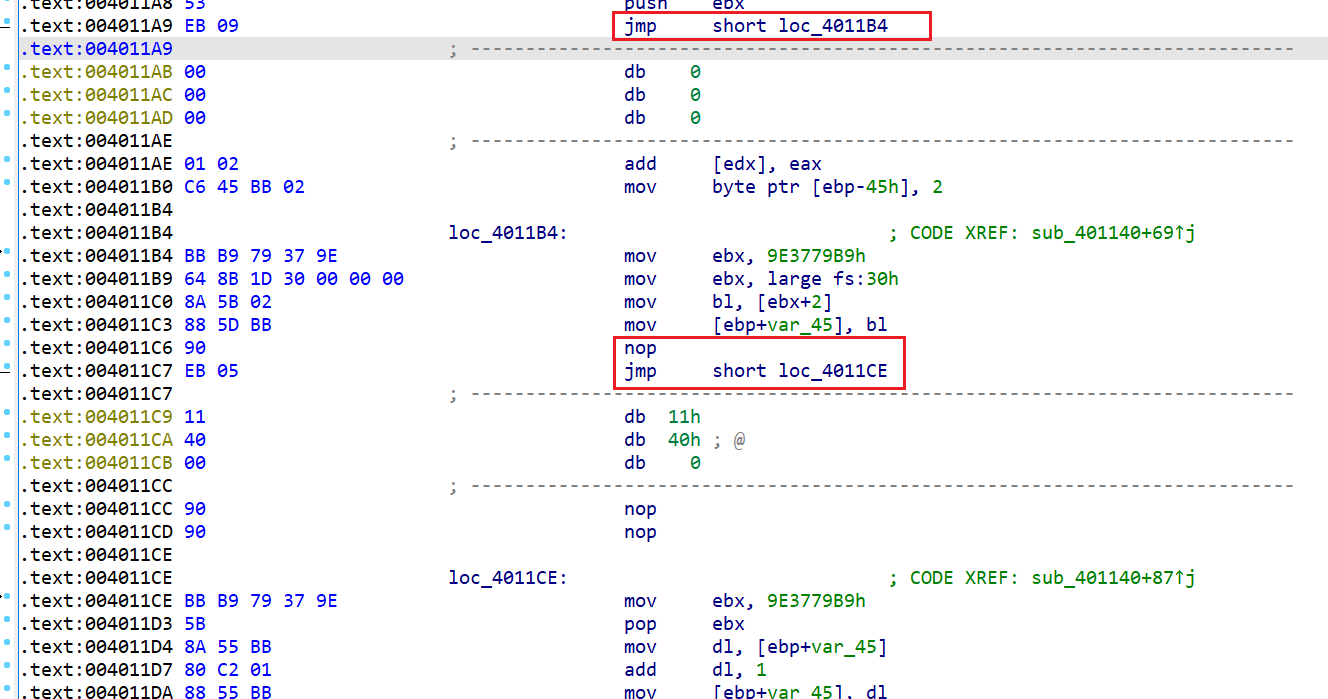 .text:004011A8 53 push ebx
.text:004011A9 EB 09 jmp short loc_4011B4
.text:004011A9 ; ---------------------------------------------------------------------------
.text:004011AB 00 db 0
.text:004011AC 00 db 0
.text:004011AD 00 db 0
.text:004011AE ; ---------------------------------------------------------------------------
.text:004011AE 01 02 add [edx], eax
.text:004011B0 C6 45 BB 02 mov byte ptr [ebp-45h], 2
.text:004011B4
.text:004011B4 loc_4011B4: ; CODE XREF: sub_401140+69↑j
.text:004011B4 BB B9 79 37 9E mov ebx, 9E3779B9h
.text:004011B9 64 8B 1D 30 00 00 00 mov ebx, large fs:30h
.text:004011C0 8A 5B 02 mov bl, [ebx+2]
.text:004011C3 88 5D BB mov [ebp+var_45], bl
.text:004011C6 90 nop
.text:004011C7 EB 05 jmp short loc_4011CE
.text:004011C7 ; ---------------------------------------------------------------------------
.text:004011C9 11 db 11h
.text:004011CA 40 db 40h ; @
.text:004011CB 00 db 0
.text:004011CC ; ---------------------------------------------------------------------------
.text:004011CC 90 nop
.text:004011CD 90 nop
.text:004011CE
.text:004011CE loc_4011CE: ; CODE XREF: sub_401140+87↑j
.text:004011CE BB B9 79 37 9E mov ebx, 9E3779B9h
.text:004011D3 5B pop ebx
.text:004011D4 8A 55 BB mov dl, [ebp+var_45]
.text:004011D7 80 C2 01 add dl, 1
.text:004011DA 88 55 BB mov [ebp+var_45], dl